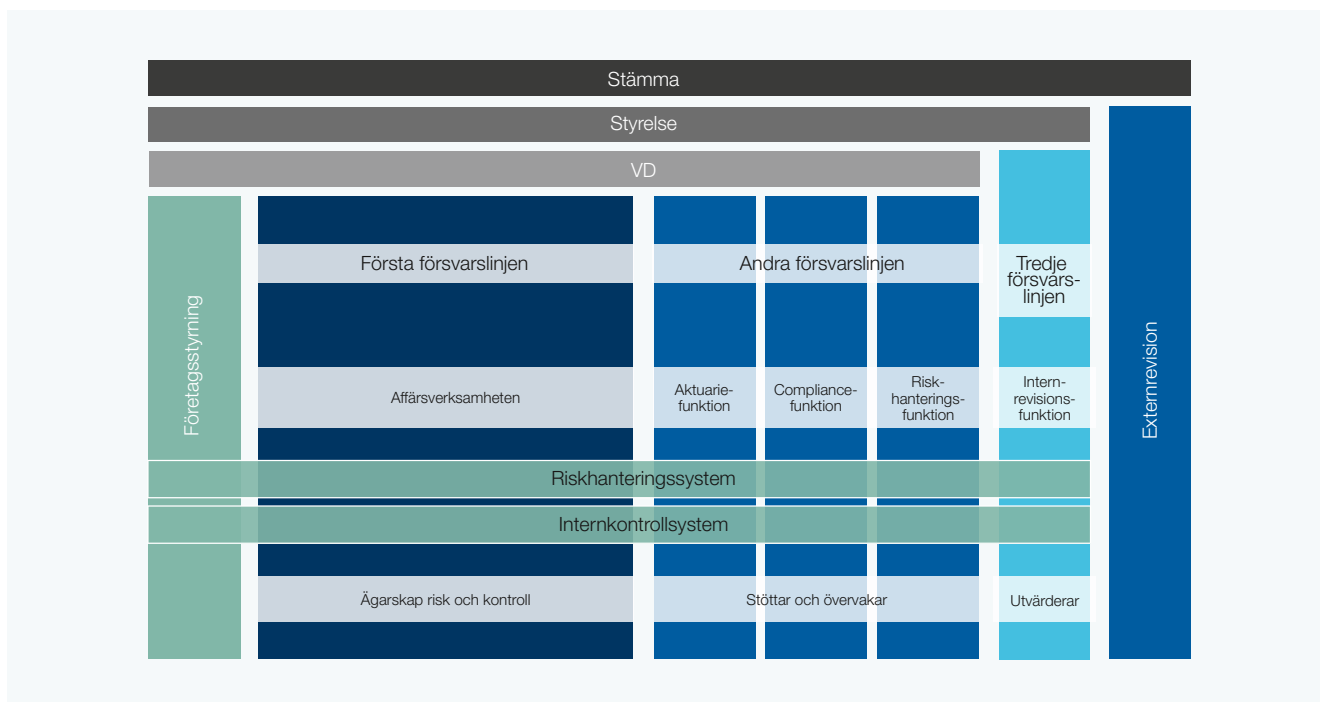 Stämma
Styrelse
VD
Företagsstyrning
Första försvarslinjen
Andra försvarslinjen
Tredje
försvars-
linjen
Externrevision
Affärsverksamheten
Aktuarie-
funktion
Compliance-
funktion
Risk-
hanterings-
funktion
Intern-
revisions-
funktion
Riskhanteringssystem
Internkontrollsystem
Ägarskap risk och kontroll
Stöttar och övervakar
Utvärderar